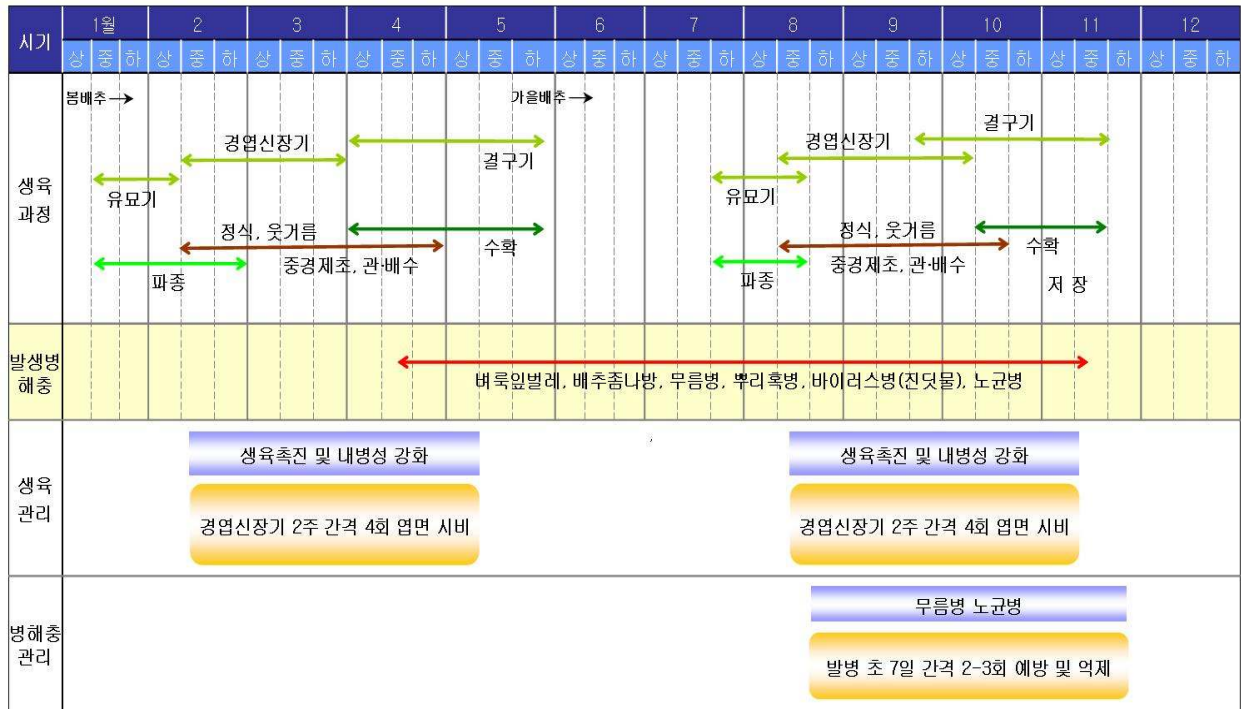 시기
1월 2 3 4 5 6 7 8 9 10 11 12
상 중 하 상 중 하 상 중 하 상 중 하 상 중 하 상 중 하 상 중 하 상 중 하 상 중 하 상 중 하 상 중 하 상 중 하
생육
과정
봄배추→ 가을배추→
경엽신장기
결구기
유묘기
정식, 웃거름
수확
중경제초, 관·배수
파종
결구기
경엽신장기
유묘기
정식, 웃거름
수확
중경제초, 관·배수
파종
저 장
발생병
해충
벼룩잎벌레, 배추좀나방, 무름병, 뿌리혹병, 바이러스병(진딧물), 노균병
생육
관리
생육촉진 및 내병성 강화 생육촉진 및 내병성 강화
경엽신장기 2주 간격 4회 엽면 시비 경엽신장기 2주 간격 4회 엽면 시비
병해충
관리
무름병 노균병
발병 초 7일 간격 2-3회 예방 및 억제